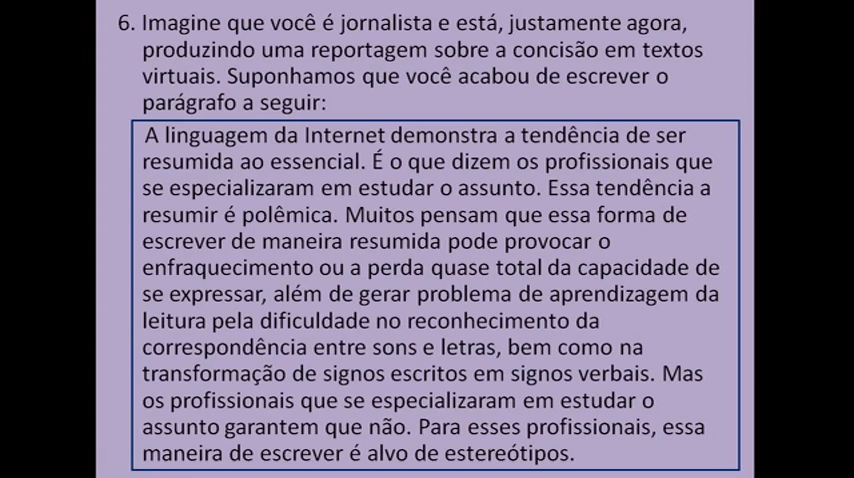 6. Imagine que você é jornalista e está, justamente agora,
produzindo uma reportagem sobre a concisão em textos
virtuais. Suponhamos que você acabou de escrever o
parágrafo a seguir:
A linguagem da Internet demonstra a tendência de ser
resumida ao essencial. É o que dizem os profissionais que
se especializaram em estudar o assunto. Essa tendência a
resumir é polêmica. Muitos pensam que essa forma de
escrever de maneira resumida pode provocar o
enfraquecimento ou a perda quase total da capacidade de
se expressar, além de gerar problema de aprendizagem da
leitura pela dificuldade no reconhecimento da
correspondência entre sons e letras, bem como na
transformação de signos escritos em signos verbais. Mas
os profissionais que se especializaram em estudar o
assunto garantem que não. Para esses profissionais, essa
maneira de escrever é alvo de estereótipos.